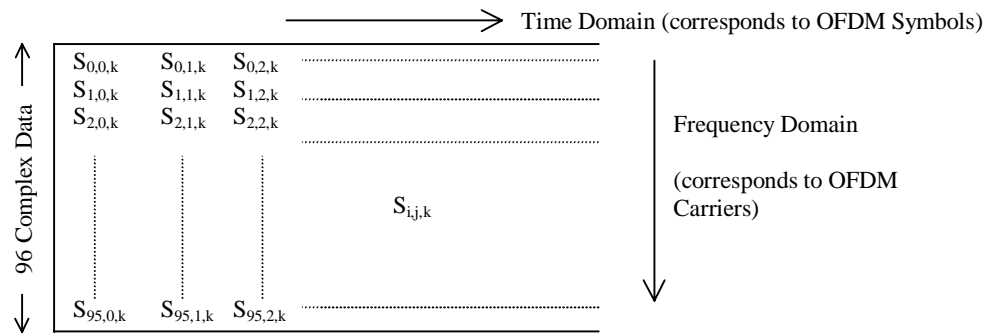 Time Domain (corresponds to OFDM Symbols)
96 Complex Data
S0,0,k S0,1,k S0,2,k
S1,0,k S1,1,k S1,2,k
S2,0,k S2,1,k S2,2,k
Si,j,k
S95,0,k S95,1,k S95,2,k
Frequency Domain
(corresponds to OFDM
Carriers)